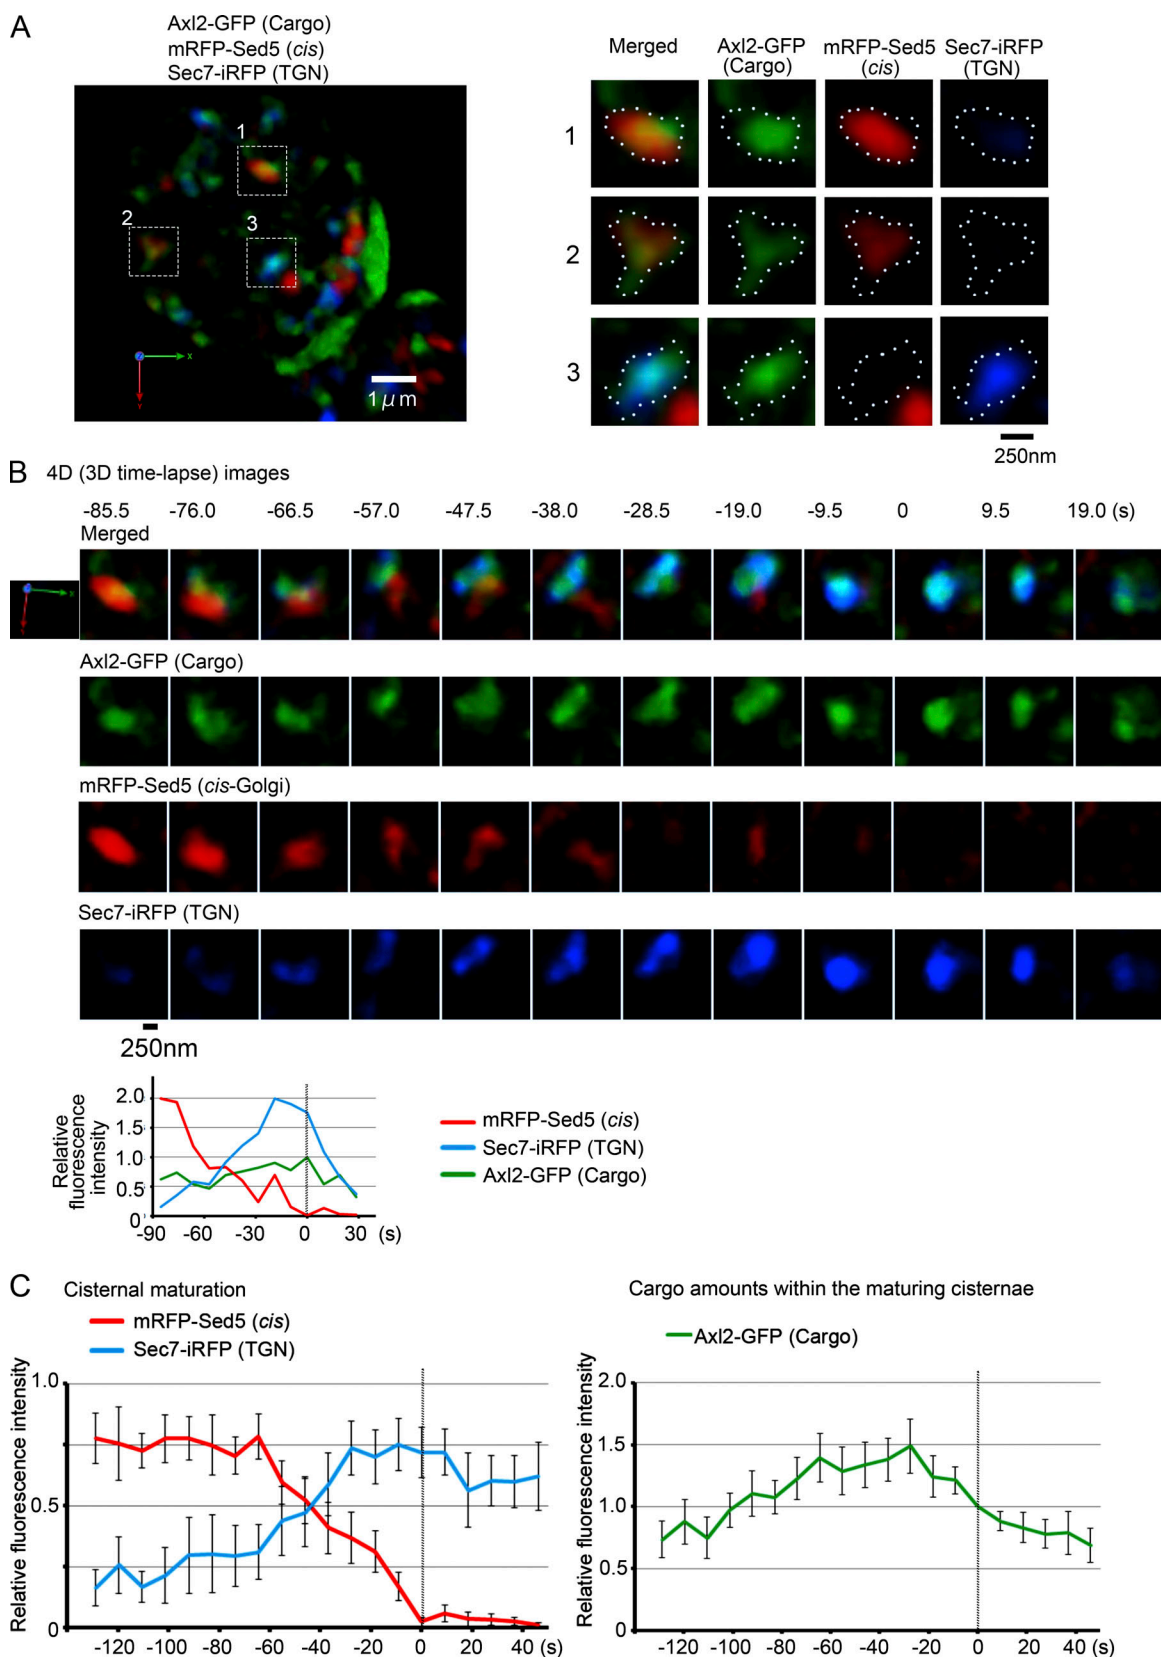 A
Axl2-GFP (Cargo)
mRFP-Sed5 (cis)
Sec7-iRFP (TGN)
1
2
3
X
Y
1μm
Merged
Axl2-GFP
(Cargo)
mRFP-Sed5
(cis)
Sec7-iRFP
(TGN)
1
2
3
250nm
B 4D (3D time-lapse) images
-85.5 -76.0 -66.5 -57.0 -47.5 -38.0 -28.5 -19.0 -9.5 0 9.5 19.0 (s)
Merged
Axl2-GFP (Cargo)
mRFP-Sed5 (cis-Golgi)
Sec7-iRFP (TGN)
250nm
Relative
fluorescence
intensity
2.0
1.5
1.0
0.5
0
-90 -60 -30 0 30 (s)
mRFP-Sed5 (cis)
Sec7-iRFP (TGN)
Axl2-GFP (Cargo)
C Cisternal maturation
mRFP-Sed5 (cis)
Sec7-iRFP (TGN)
Relative fluorescence intensity
1.0
0.5
0
-120 -100 -80 -60 -40 -20 0 20 40 (s)
Cargo amounts within the maturing cisternae
Axl2-GFP (Cargo)
Relative fluorescence intensity
2.0
1.5
1.0
0.5
0
-120 -100 -80 -60 -40 -20 0 20 40 (s)